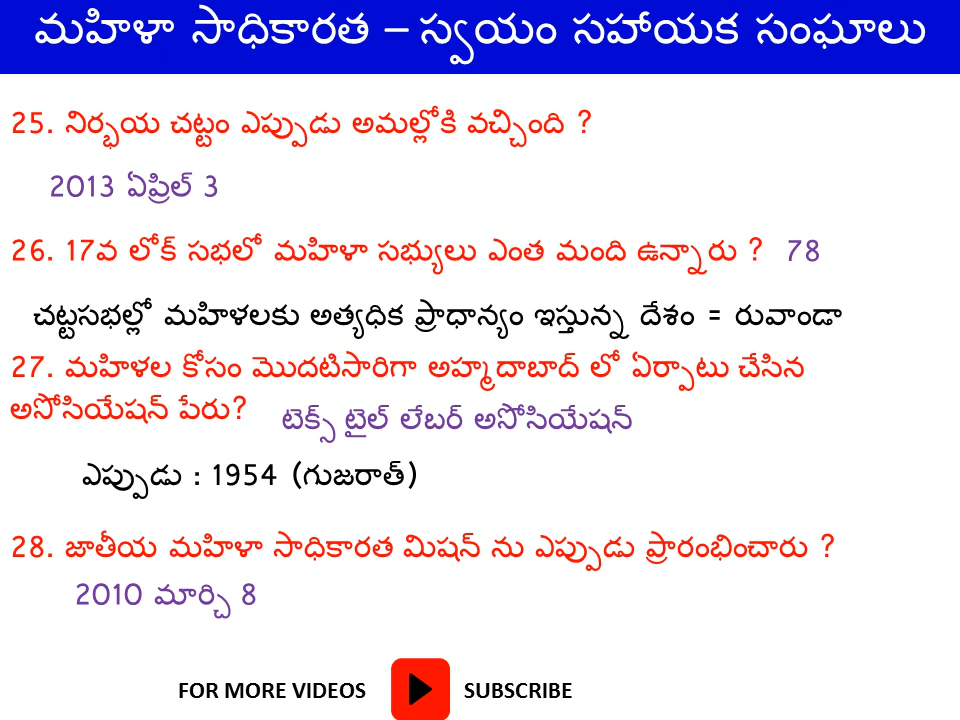 మహిళా సాధికారత – స్వయం సహాయక సంఘాలు
25. నిర్భయ చట్టం ఎప్పుడు అమల్లోకి వచ్చింది ?
2013 ఏప్రిల్ 3
26. 17వ లోక్ సభలో మహిళా సభ్యులు ఎంత మంది ఉన్నారు ? 78
చట్టసభల్లో మహిళలకు అత్యధిక ప్రాధాన్యం ఇస్తున్న దేశం = రువాండా
27. మహిళల కోసం మొదటిసారిగా అహ్మదాబాద్ లో ఏర్పాటు చేసిన
అసోసియేషన్ పేరు? టెక్స్ టైల్ లేబర్ అసోసియేషన్
ఎప్పుడు : 1954 (గుజరాత్)
28. జాతీయ మహిళా సాధికారత మిషన్ ను ఎప్పుడు ప్రారంభించారు ?
2010 మార్చి 8
FOR MORE VIDEOS SUBSCRIBE